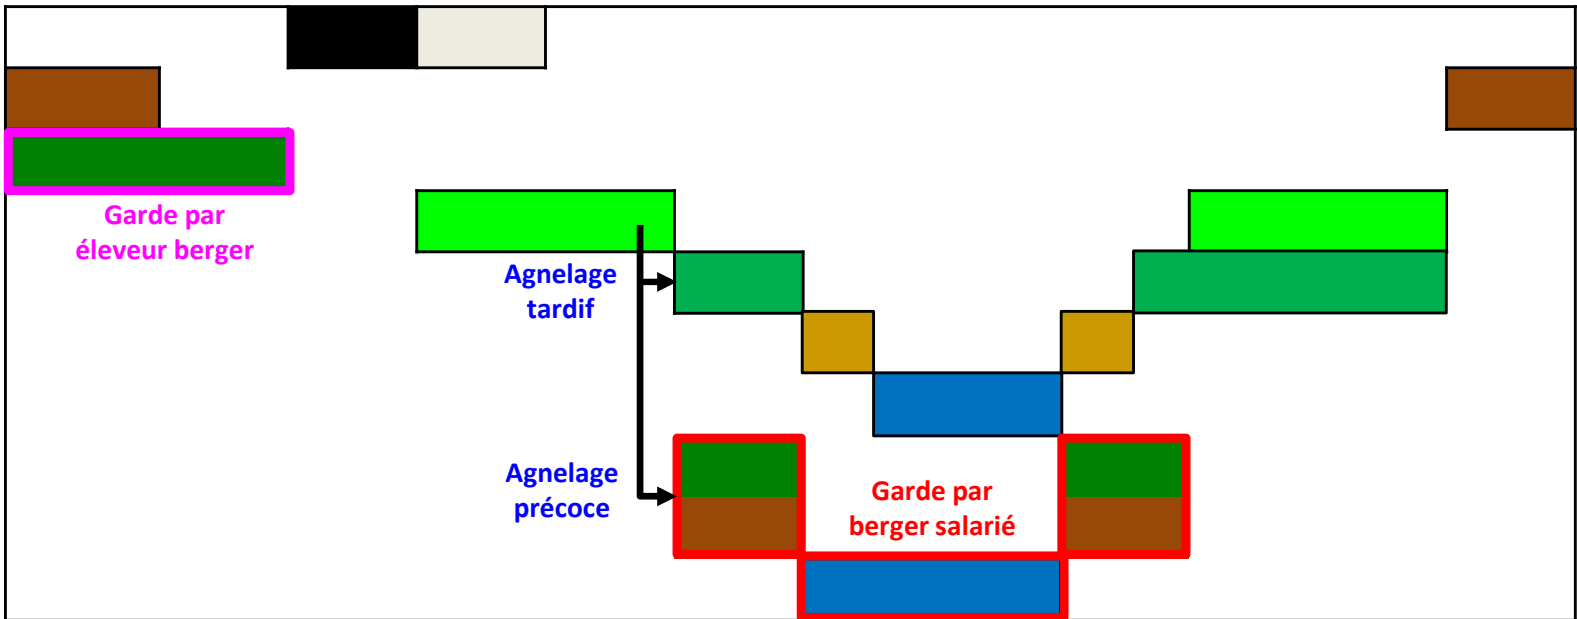 Garde par
éleveur berger
Agnelage
tardif
Agnelage
précoce
Garde par
berger salarié